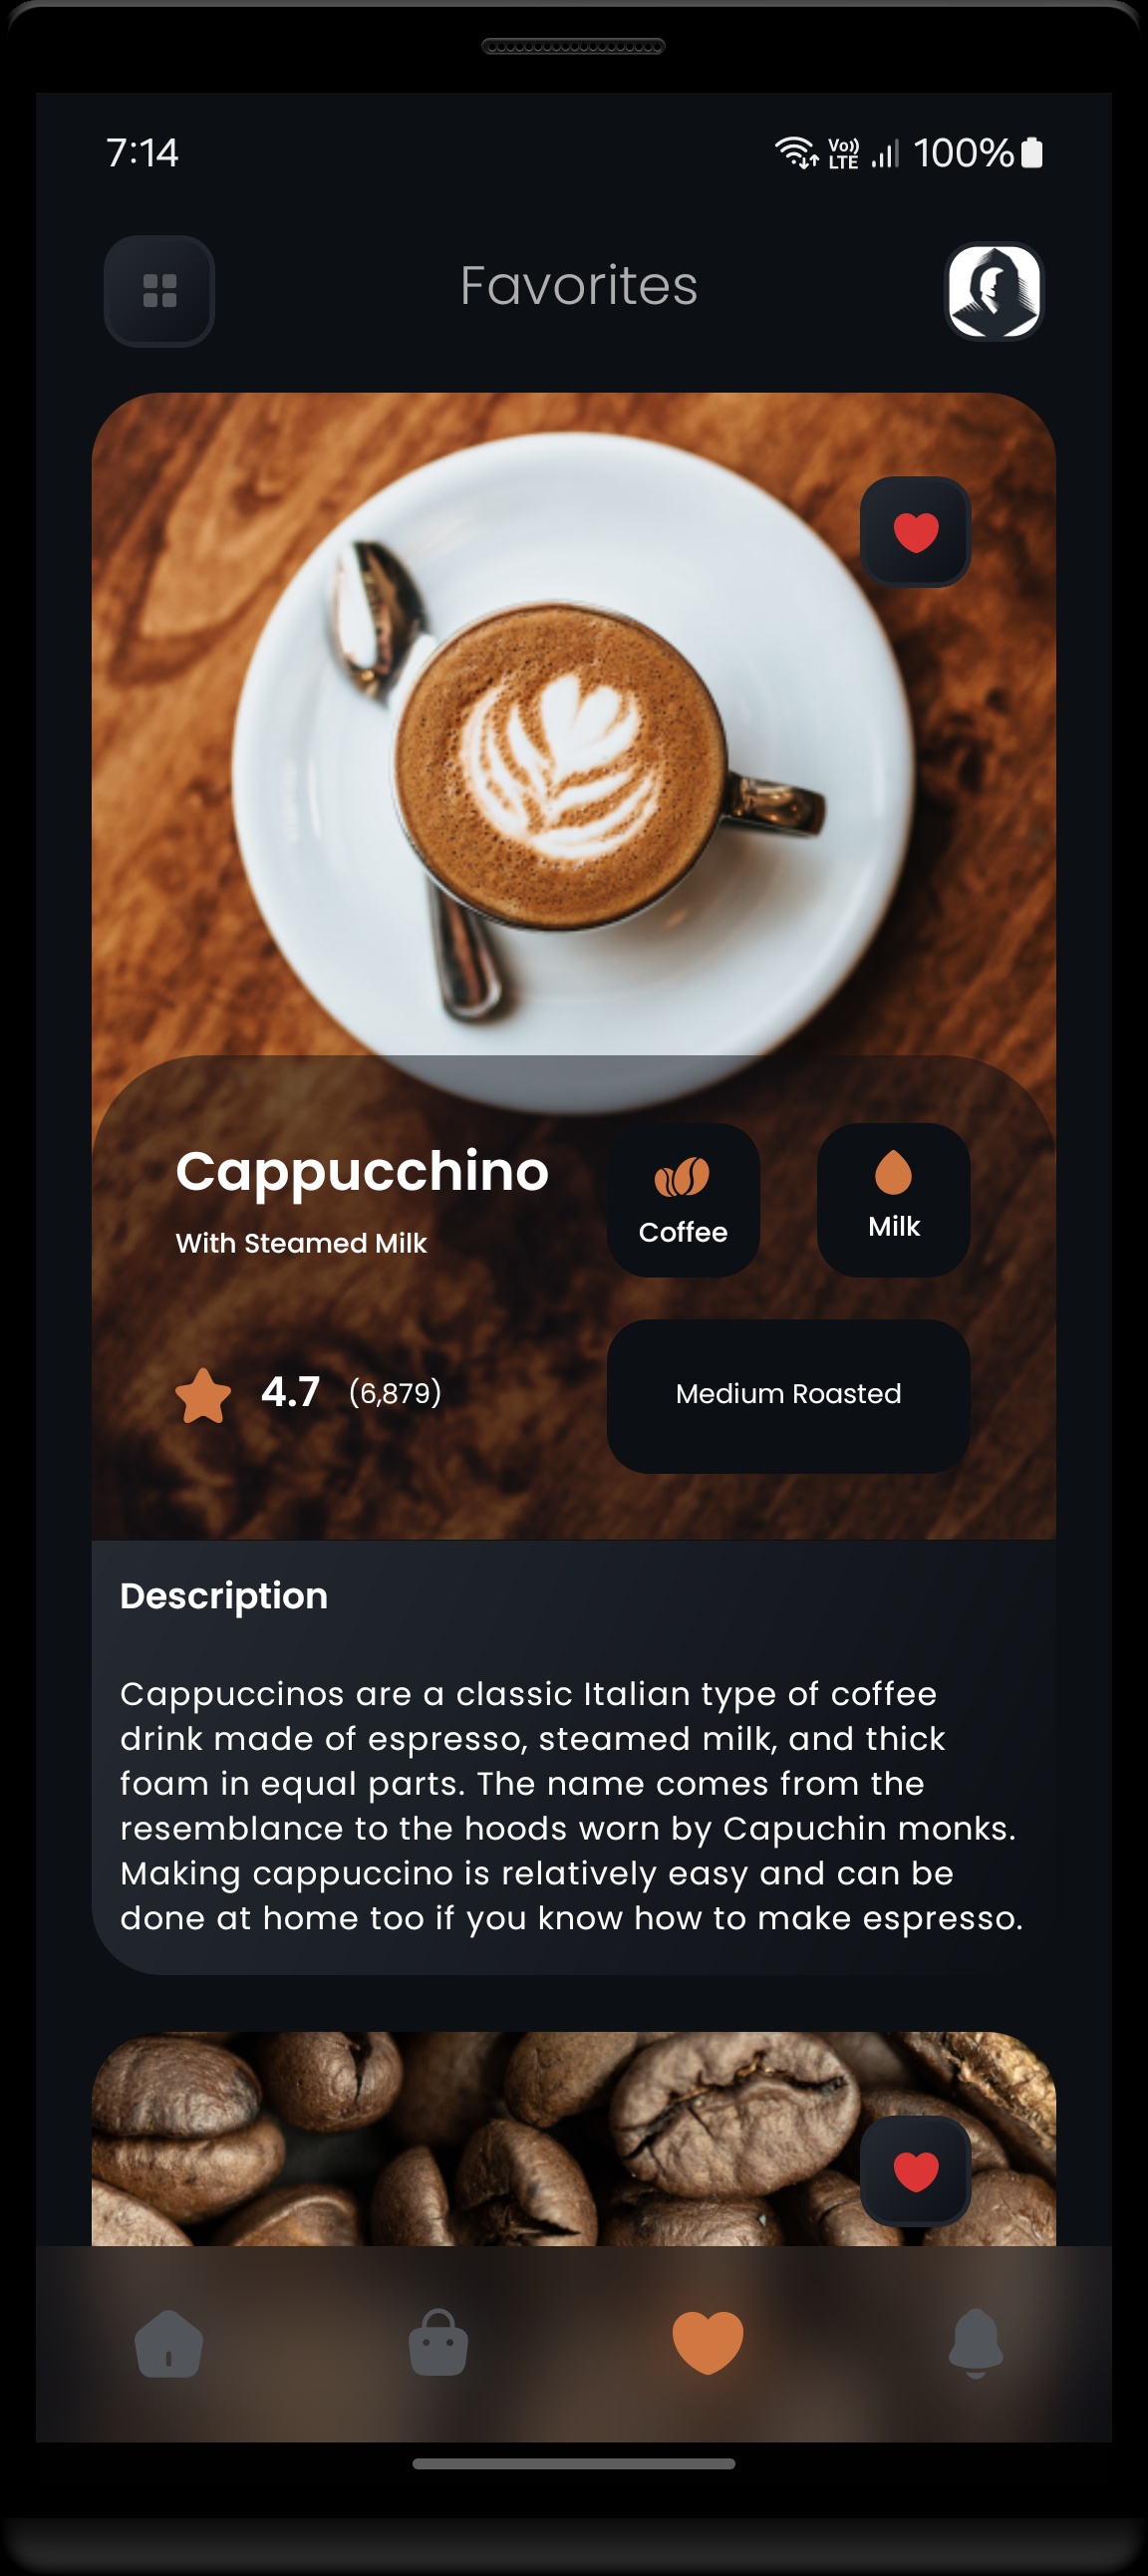 7:14
Vo)) LTE 100%
Favorites
Cappucchino
With Steamed Milk
Coffee
Milk
4.7 (6,879)
Medium Roasted
Description
Cappuccinos are a classic Italian type of coffee
drink made of espresso, steamed milk, and thick
foam in equal parts. The name comes from the
resemblance to the hoods worn by Capuchin monks.
Making cappuccino is relatively easy and can be
done at home too if you know how to make espresso.